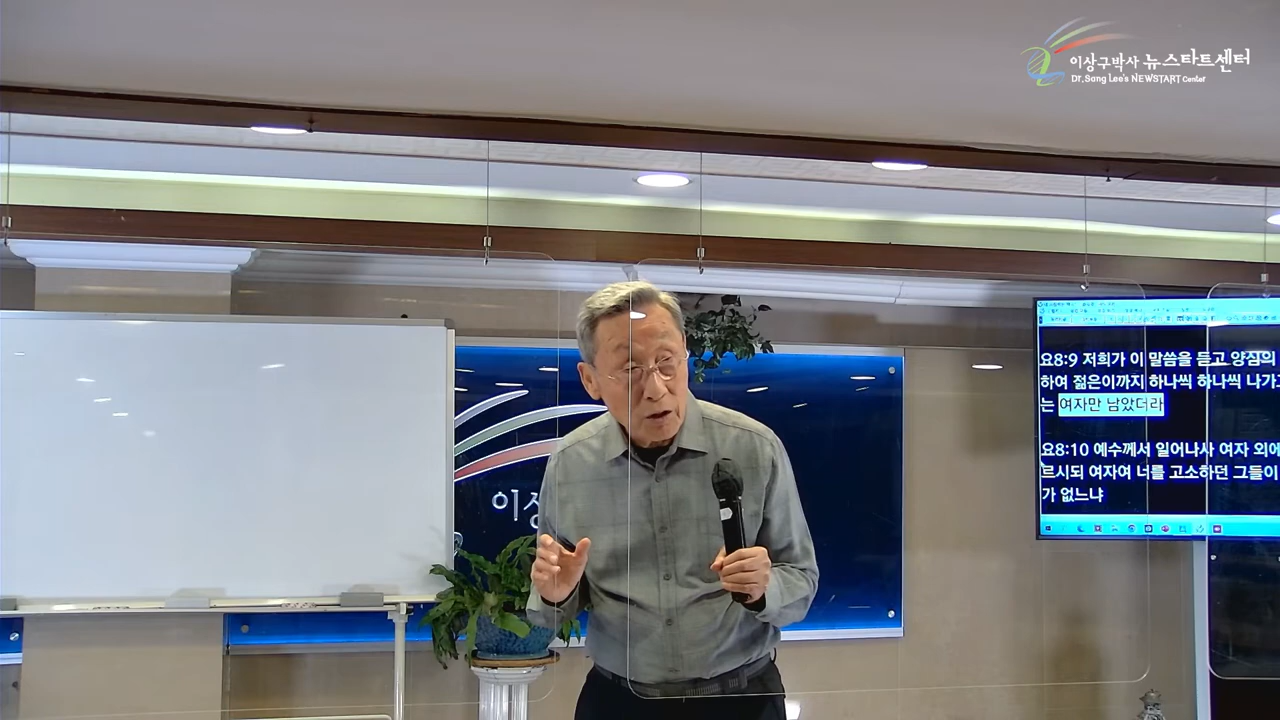 이상구박사 뉴스타트센터
Dr. Sang Lee's NEWSTART Center
요8:9 저희가 이 말씀을 듣고 양심의
하여 젊은이까지 하나씩 하나씩 나가고
는 여자만 남았더라
요8:10 예수께서 일어나사 여자 외에
르시되 여자여 너를 고소하던 그들이
가 없느냐
이상